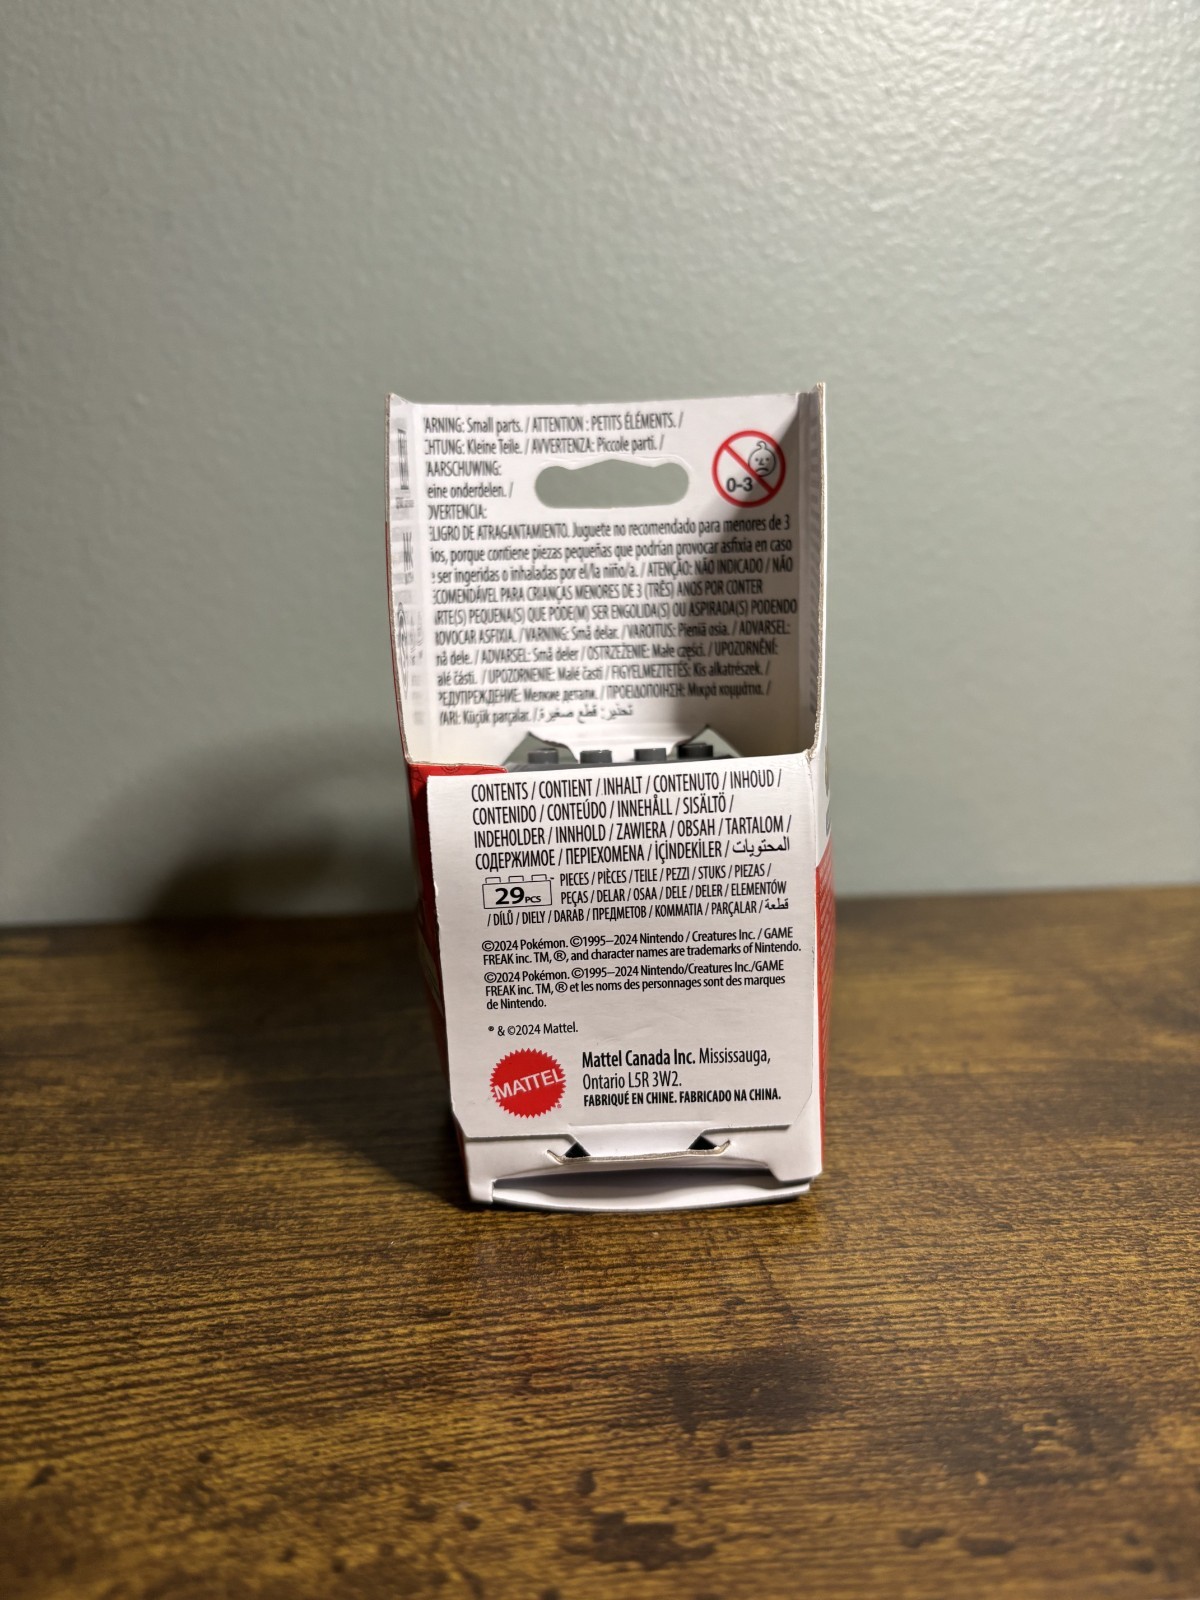 ARNING: Small parts. / ATTENTION : PETITS ÉLÉMENTS. /
CHTUNG: Kleine Teile. / AVVERTENZA: Piccole parti. /
AARSCHUWING:
eine onderdelen. /
DVERTENCIA:
ELIGRO DE ATRAGANTAMIENTO. Juguete no recomendado para menores de 3
ios, porque contiene piezas pequeñas que podrían provocar asfixia en caso
e ser ingeridas o inhaladas por el/la niño/a. / ATENÇÃO: NÃO INDICADO / NÃO
ECOMENDÁVEL PARA CRIANÇAS MENORES DE 3 (TRÊS) ANOS POR CONTER
ARTE(S) PEQUENA(S) QUE PODE(M) SER ENGOLIDA(S) OU ASPIRADA(S) PODENDO
ROVOCAR ASFIXIA. / VARNING: Små delar. / VAROITUS: Pieniä osia. / ADVARSEL:
nå dele. / ADVARSEL: Små deler / OSTRZEŻENIE: Małe części. / UPOZORNĚNÍ:
alé části. / UPOZORNENIE: Malé časti / FIGYELMEZTETÉS: Kis alkatrészek. /
РЕДУПРЕЖДЕНИЕ: Мелкие детали. / ΠΡΟΕΙΔΟΠΟΙΗΣΗ: Μικρά κομμάτια. /
YARI: Küçük parçalar. / تحذير: قطع صغيرة
0-3
CONTENTS / CONTIENT / INHALT / CONTENUTO / INHOUD /
CONTENIDO / CONTEÚDO / INNEHÅLL / SISÄLTÖ /
INDEHOLDER / INNHOLD / ZAWIERA / OBSAH / TARTALOM /
СОДЕРЖИМОЕ / ΠΕΡΙΕΧΟΜΕΝΑ / İÇİNDEKİLER / المحتويات
29 PCS
PIECES / PIÈCES / TEILE / PEZZI / STUKS / PIEZAS /
PEÇAS / DELAR / OSAA / DELE / DELER / ELEMENTÓW
/ DÍLŮ / DIELY / DARAB / ПРЕДМЕТОВ / ΚΟΜΜΑΤΙΑ / PARÇALAR / قطعة
©2024 Pokémon. ©1995–2024 Nintendo / Creatures Inc. / GAME
FREAK inc. TM, ®, and character names are trademarks of Nintendo.
©2024 Pokémon. ©1995–2024 Nintendo/Creatures Inc./GAME
FREAK inc. TM, ® et les noms des personnages sont des marques
de Nintendo.
® & ©2024 Mattel.
MATTEL
Mattel Canada Inc. Mississauga,
Ontario L5R 3W2.
FABRIQUÉ EN CHINE. FABRICADO NA CHINA.